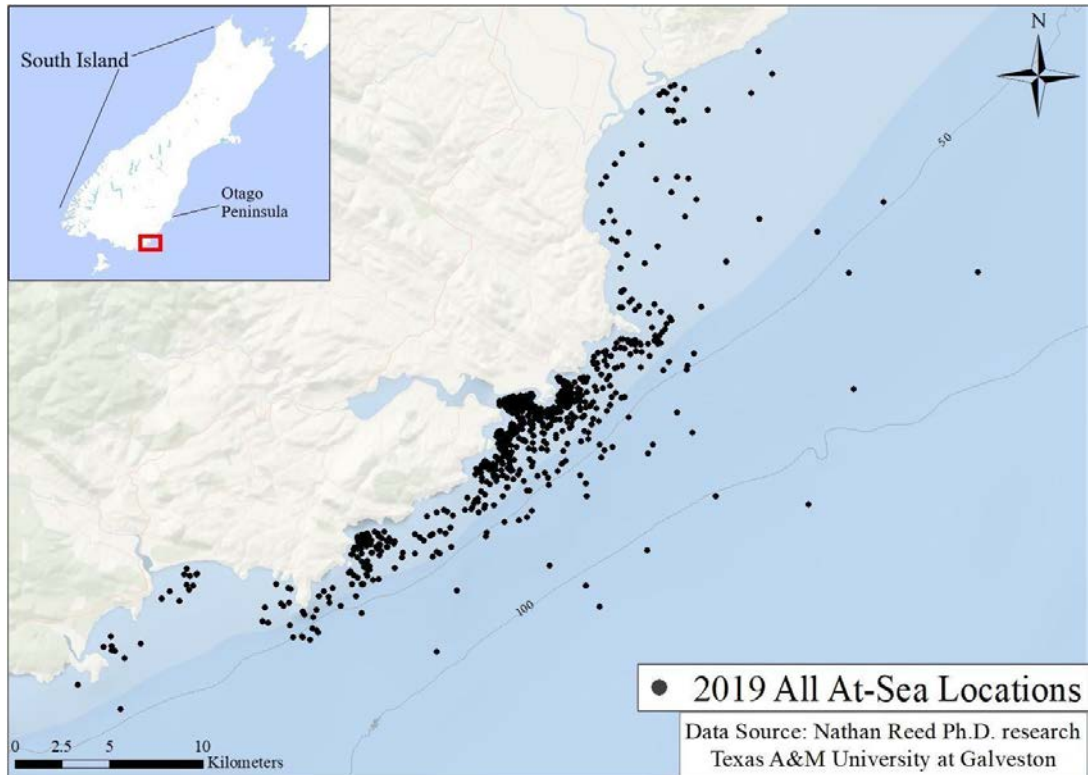 South Island
Otago
Peninsula
N
50
100
2019 All At-Sea Locations
Data Source: Nathan Reed Ph.D. research
Texas A&M University at Galveston
0 2.5 5 10
Kilometers